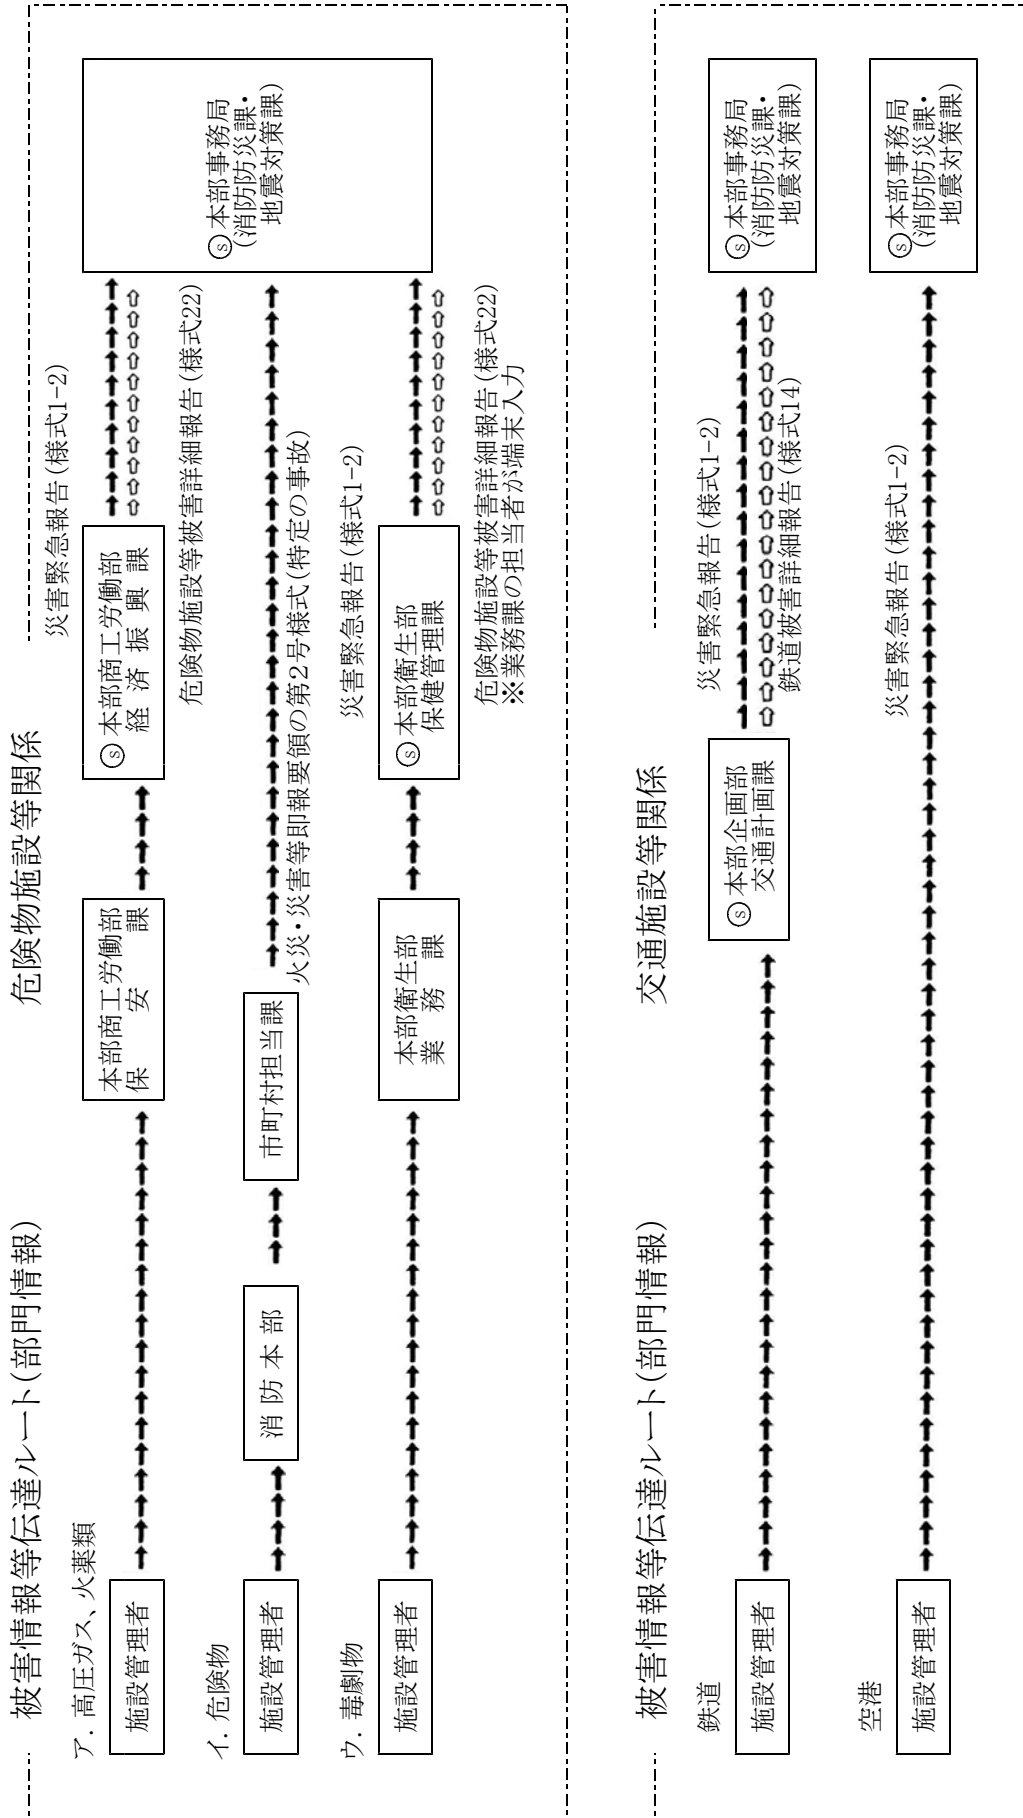 被害情報等伝達ルート(部門情報)
危険物施設等関係
ア. 高圧ガス、火薬類
施設管理者
本部商工労働部
保安課
ⓢ本部商工労働部
経済振興課
災害緊急報告(様式1-2)
危険物施設等被害詳細報告(様式22)
イ. 危険物
施設管理者
消防本部
市町村担当課
火災・災害等即報要領の第2号様式(特定の事故)
ウ. 毒劇物
施設管理者
本部衛生部
業務課
ⓢ本部衛生部
保健管理課
災害緊急報告(様式1-2)
危険物施設等被害詳細報告(様式22)
※業務課の担当者が端末入力
ⓢ本部事務局
(消防防災課・
地震対策課)
被害情報等伝達ルート(部門情報)
交通施設等関係
鉄道
施設管理者
ⓢ本部企画部
交通計画課
災害緊急報告(様式1-2)
鉄道被害詳細報告(様式14)
ⓢ本部事務局
(消防防災課・
地震対策課)
空港
施設管理者
災害緊急報告(様式1-2)
ⓢ本部事務局
(消防防災課・
地震対策課)